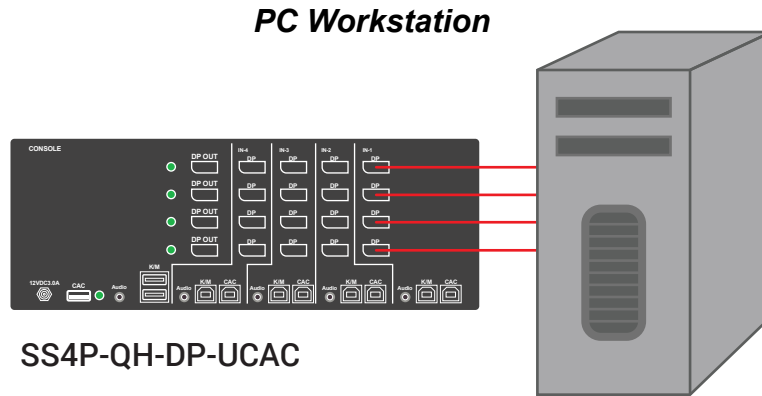 PC Workstation
CONSOLE
IN-4 IN-3 IN-2 IN-1
DP OUT DP DP DP DP
DP OUT DP DP DP DP
DP OUT DP DP DP DP
DP OUT DP DP DP DP
K/M
12VDC3.0A CAC Audio Audio K/M CAC Audio K/M CAC Audio K/M CAC Audio K/M CAC
SS4P-QH-DP-UCAC